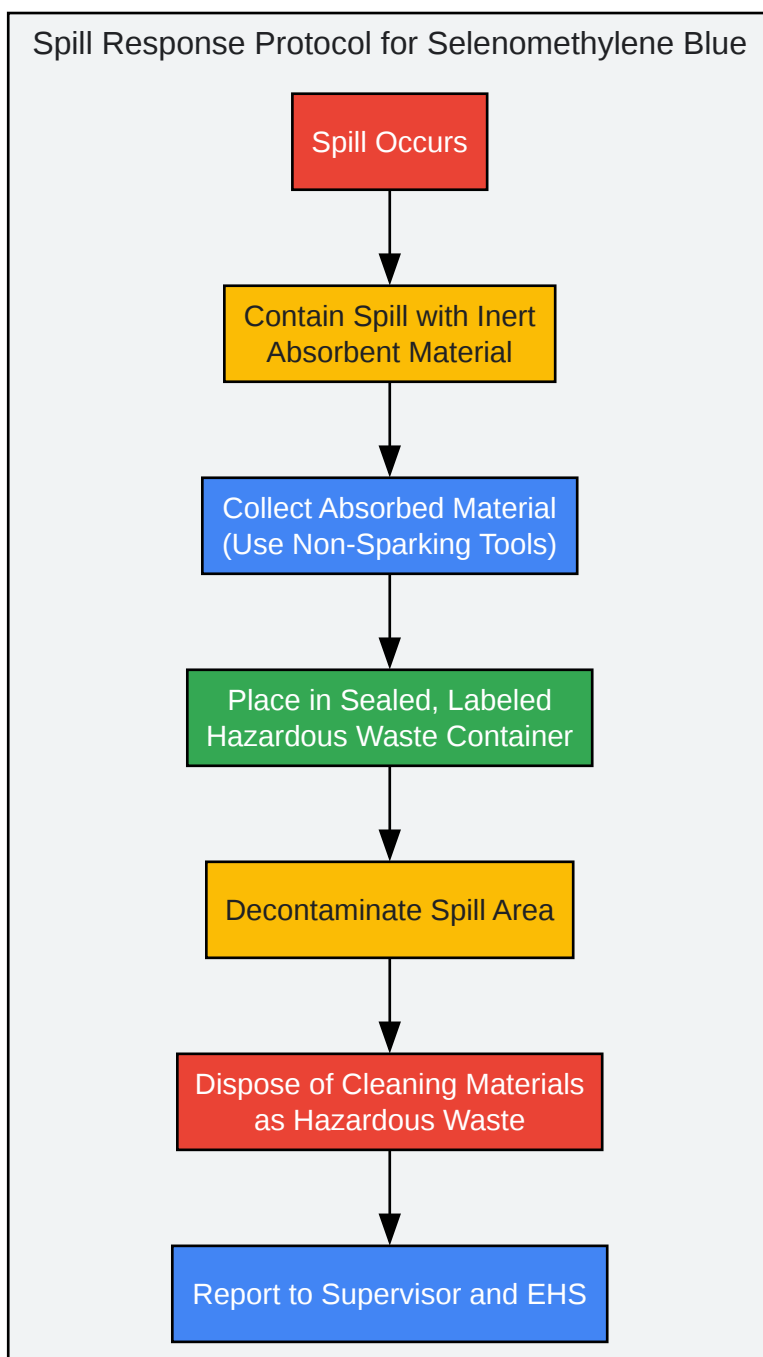 Spill Response Protocol for Selenomethylene Blue
Spill Occurs
Contain Spill with Inert
Absorbent Material
Collect Absorbed Material
(Use Non-Sparking Tools)
Place in Sealed, Labeled
Hazardous Waste Container
Decontaminate Spill Area
Dispose of Cleaning Materials
as Hazardous Waste
Report to Supervisor and EHS